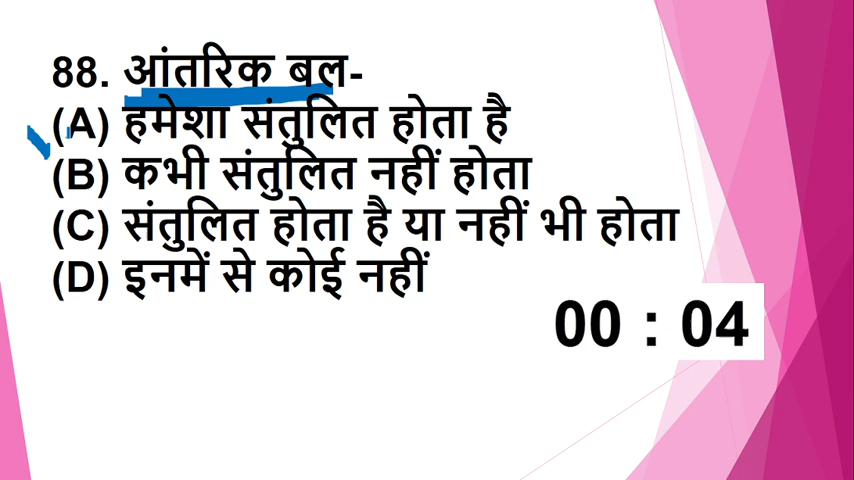 88. आंतरिक बल-
(A) हमेशा संतुलित होता है
(B) कभी संतुलित नहीं होता
(C) संतुलित होता है या नहीं भी होता
(D) इनमें से कोई नहीं
00 : 04